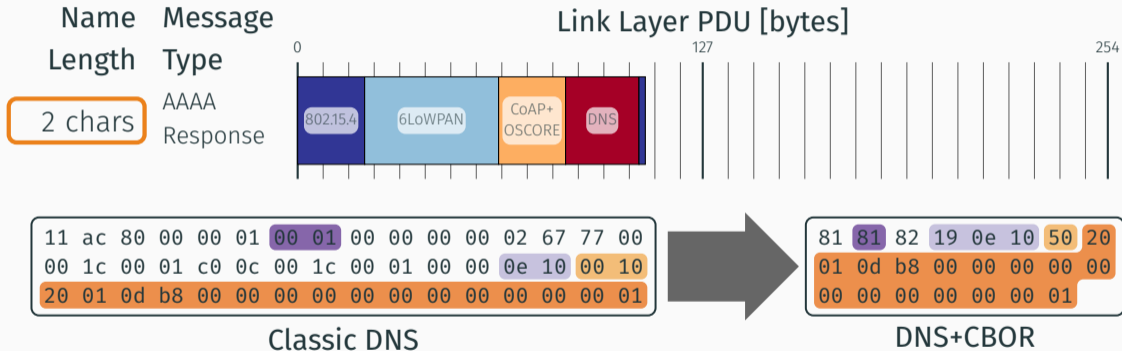 Name Message Link Layer PDU [bytes]
Length Type 0 127 254
2 chars AAAA
Response
802.15.4 6LoWPAN CoAP+
OSCORE DNS
11 ac 80 00 00 01 00 01 00 00 00 00 02 67 77 00
00 1c 00 01 c0 0c 00 1c 00 01 00 00 0e 10 00 10
20 01 0d b8 00 00 00 00 00 00 00 00 00 00 00 01
Classic DNS
81 81 82 19 0e 10 50 20
01 0d b8 00 00 00 00 00
00 00 00 00 00 00 01
DNS+CBOR